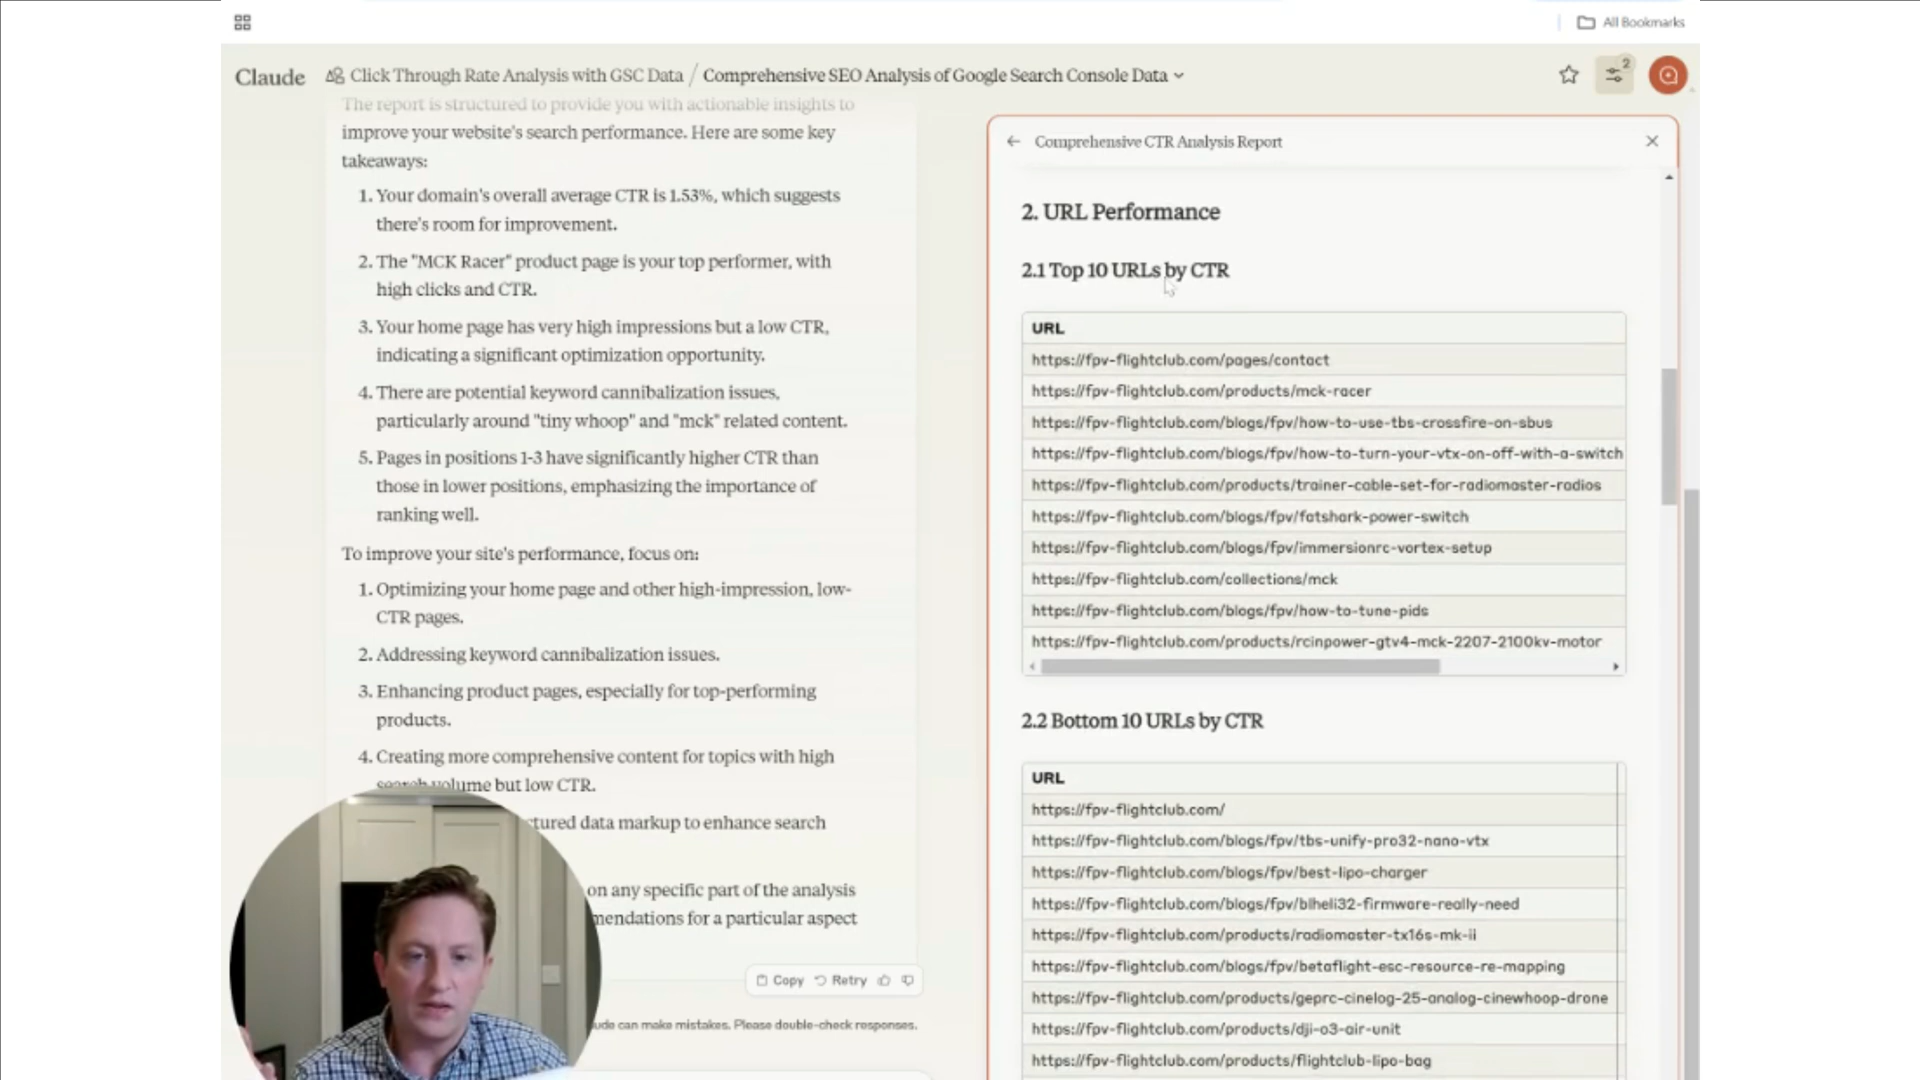 All Bookmarks
Claude
Click Through Rate Analysis with GSC Data / Comprehensive SEO Analysis of Google Search Console Data
2
The report is structured to provide you with actionable insights to
improve your website's search performance. Here are some key
takeaways:
1. Your domain's overall average CTR is 1.53%, which suggests
there's room for improvement.
2. The "MCK Racer" product page is your top performer, with
high clicks and CTR.
3. Your home page has very high impressions but a low CTR,
indicating a significant optimization opportunity.
4. There are potential keyword cannibalization issues,
particularly around "tiny whoop" and "mck" related content.
5. Pages in positions 1-3 have significantly higher CTR than
those in lower positions, emphasizing the importance of
ranking well.
To improve your site's performance, focus on:
1. Optimizing your home page and other high-impression, low-
CTR pages.
2. Addressing keyword cannibalization issues.
3. Enhancing product pages, especially for top-performing
products.
4. Creating more comprehensive content for topics with high
search volume but low CTR.
tured data markup to enhance search
on any specific part of the analysis
mendations for a particular aspect
Copy Retry
ude can make mistakes. Please double-check responses.
Comprehensive CTR Analysis Report
2. URL Performance
2.1 Top 10 URLs by CTR
URL
https://fpv-flightclub.com/pages/contact
https://fpv-flightclub.com/products/mck-racer
https://fpv-flightclub.com/blogs/fpv/how-to-use-tbs-crossfire-on-sbus
https://fpv-flightclub.com/blogs/fpv/how-to-turn-your-vtx-on-off-with-a-switch
https://fpv-flightclub.com/products/trainer-cable-set-for-radiomaster-radios
https://fpv-flightclub.com/blogs/fpv/fatshark-power-switch
https://fpv-flightclub.com/blogs/fpv/immersionrc-vortex-setup
https://fpv-flightclub.com/collections/mck
https://fpv-flightclub.com/blogs/fpv/how-to-tune-pids
https://fpv-flightclub.com/products/rcinpower-gtv4-mck-2207-2100kv-motor
2.2 Bottom 10 URLs by CTR
URL
https://fpv-flightclub.com/
https://fpv-flightclub.com/blogs/fpv/tbs-unify-pro32-nano-vtx
https://fpv-flightclub.com/blogs/fpv/best-lipo-charger
https://fpv-flightclub.com/blogs/fpv/blheli32-firmware-really-need
https://fpv-flightclub.com/products/radiomaster-tx16s-mk-ii
https://fpv-flightclub.com/blogs/fpv/betaflight-esc-resource-re-mapping
https://fpv-flightclub.com/products/geprc-cinelog-25-analog-cinewhoop-drone
https://fpv-flightclub.com/products/dji-o3-air-unit
https://fpv-flightclub.com/products/flightclub-lipo-bag